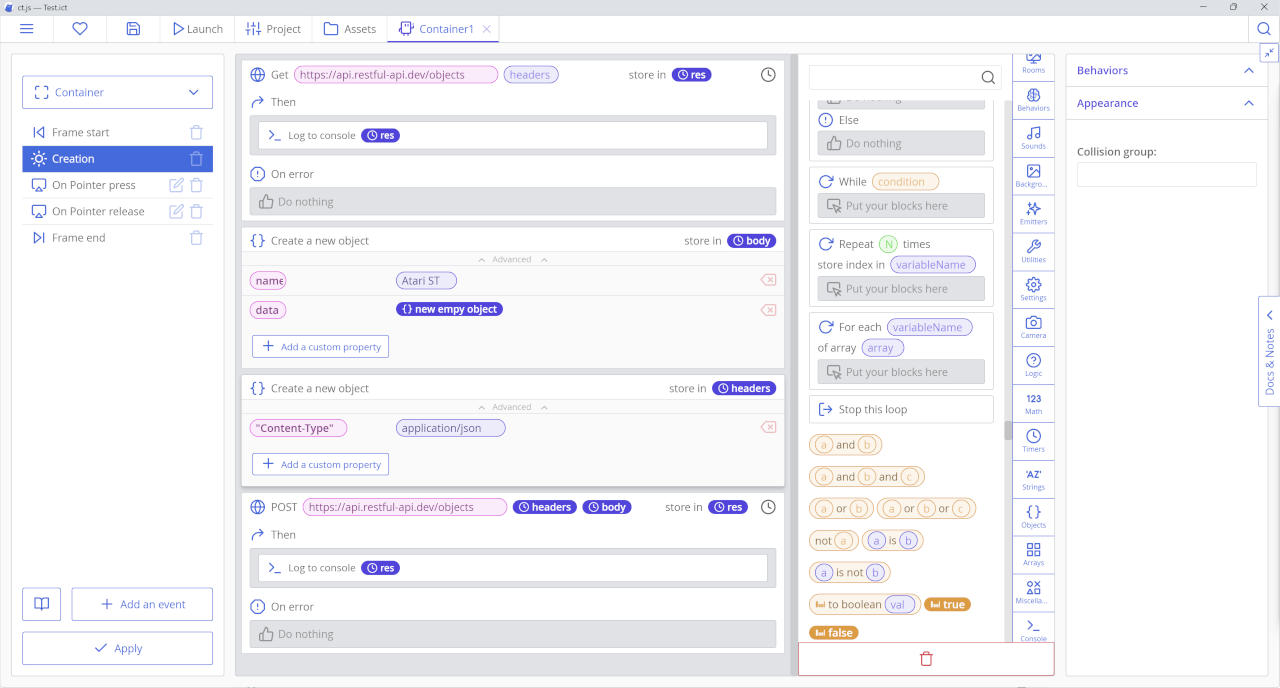 ct.js — Test.ict
Launch
Project
Assets
Container1
Container
Frame start
Creation
On Pointer press
On Pointer release
Frame end
Add an event
Apply
Get https://api.restful-api.dev/objects headers store in res
Then
Log to console res
On error
Do nothing
Create a new object store in body
Advanced
name Atari ST
data {} new empy object
Add a custom property
Create a new object store in headers
Advanced
"Content-Type" application/json
Add a custom property
POST https://api.restful-api.dev/objects headers body store in res
Then
Log to console res
On error
Do nothing
Do nothing
Else
Do nothing
While condition
Put your blocks here
Repeat N times
store index in variableName
Put your blocks here
For each variableName
of array array
Put your blocks here
Stop this loop
a and b
a and b and c
a or b a or b or c
not a a is b
a is not b
to boolean val true
false
Rooms
Behaviors
Sounds
Backgro...
Emitters
Utilities
Settings
Camera
Logic
123
Math
Timers
'AZ'
Strings
{ }
Objects
Arrays
Miscella...
Console
Behaviors
Appearance
Collision group:
Docs & Notes